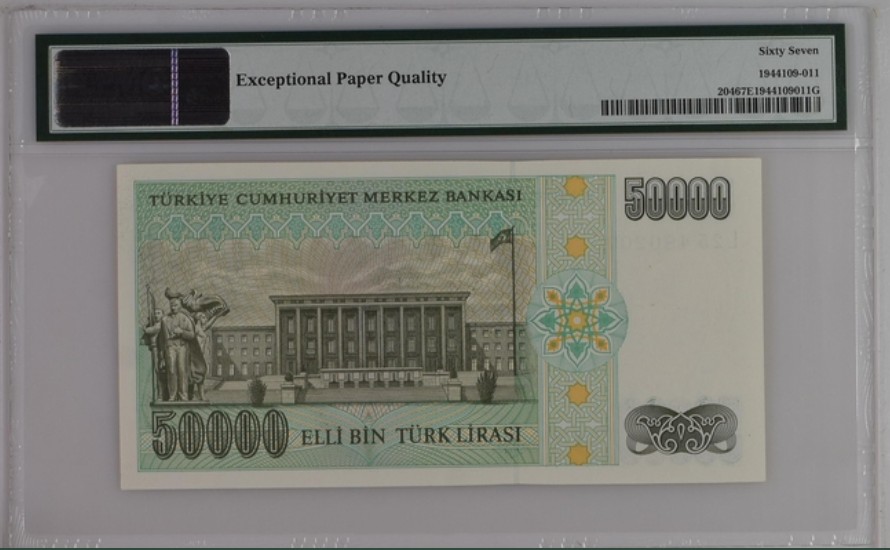 Exceptional Paper Quality
Sixty Seven
1944109-011
20467E1944109011G
TÜRKİYE CUMHURİYET MERKEZ BANKASI
50000
50000 ELLİ BİN TÜRK LİRASI